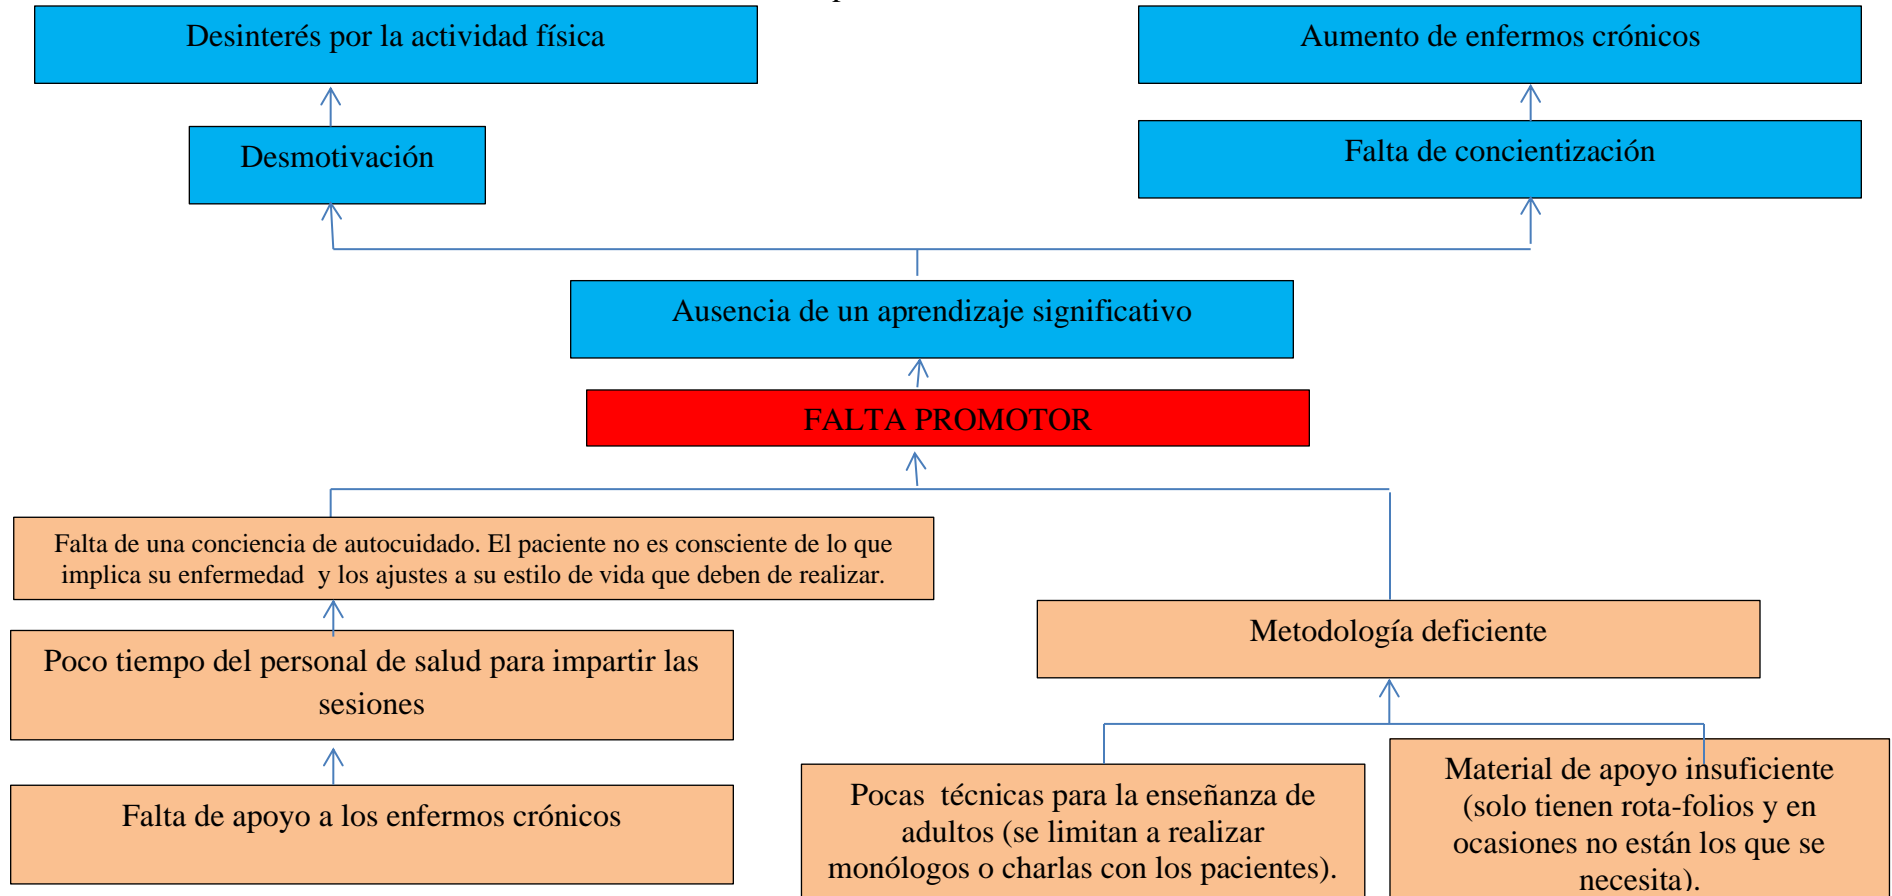 Desinterés por la actividad física
Aumento de enfermos crónicos
Desmotivación
Falta de concientización
Ausencia de un aprendizaje significativo
FALTA PROMOTOR
Falta de una conciencia de autocuidado. El paciente no es consciente de lo que
implica su enfermedad y los ajustes a su estilo de vida que deben de realizar.
Poco tiempo del personal de salud para impartir las
sesiones
Falta de apoyo a los enfermos crónicos
Metodología deficiente
Pocas técnicas para la enseñanza de
adultos (se limitan a realizar
monólogos o charlas con los pacientes).
Material de apoyo insuficiente
(solo tienen rota-folios y en
ocasiones no están los que se
necesita).